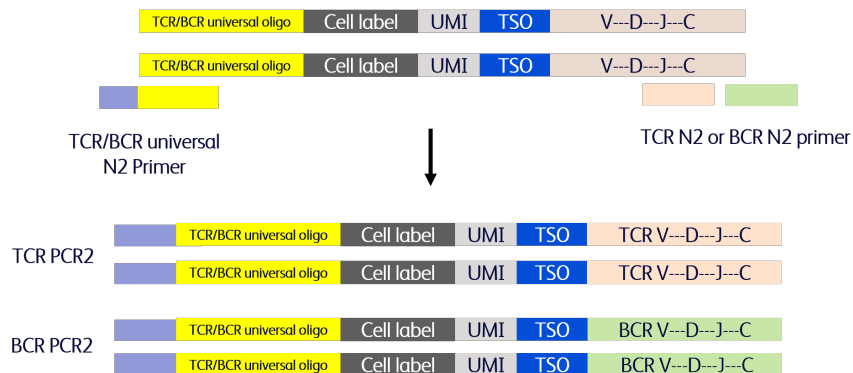 TCR/BCR universal oligo Cell label UMI TSO V---D---J---C
TCR/BCR universal oligo Cell label UMI TSO V---D---J---C
TCR/BCR universal
N2 Primer
TCR N2 or BCR N2 primer
TCR PCR2
TCR/BCR universal oligo Cell label UMI TSO TCR V---D---J---C
TCR/BCR universal oligo Cell label UMI TSO TCR V---D---J---C
BCR PCR2
TCR/BCR universal oligo Cell label UMI TSO BCR V---D---J---C
TCR/BCR universal oligo Cell label UMI TSO BCR V---D---J---C